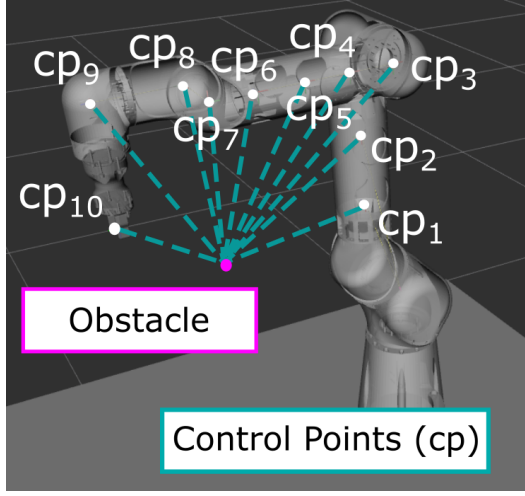 cp₉
cp₈
cp₆
cp₄
cp₃
cp₇
cp₅
cp₂
cp₁₀
cp₁
Obstacle
Control Points (cp)